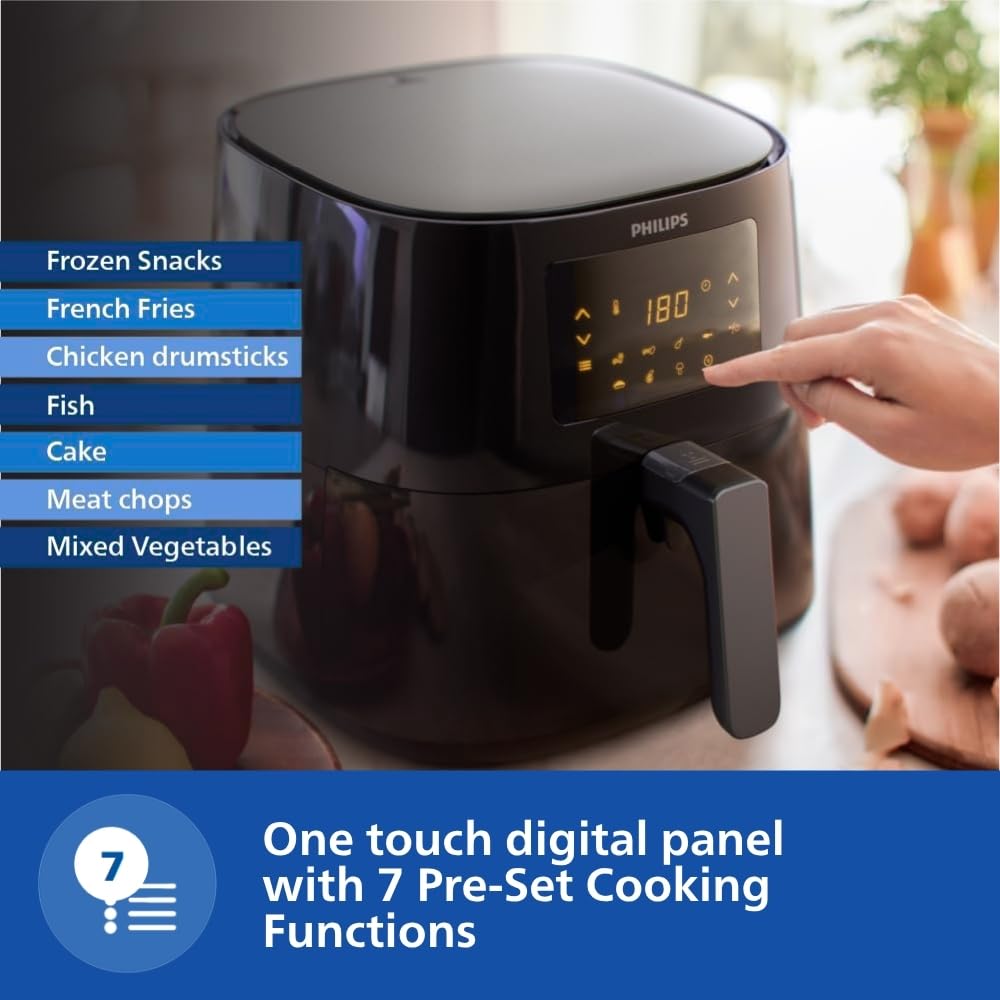 PHILIPS
180
Frozen Snacks
French Fries
Chicken drumsticks
Fish
Cake
Meat chops
Mixed Vegetables
7
One touch digital panel
with 7 Pre-Set Cooking
Functions